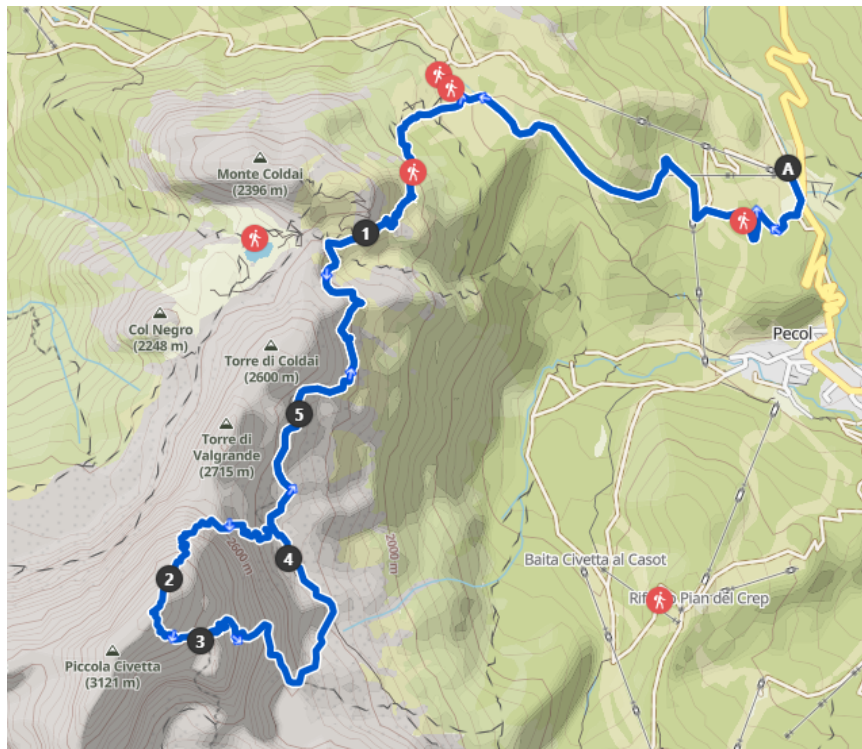 Monte Coldai
(2396 m)
A
1
Col Negro
(2248 m)
Pecol
Torre di Coldai
(2600 m)
5
Torre di
Valgrande
(2715 m)
2600 m
2000 m
4
2
Baita Civetta al Casot
Rif
o Pian del Crep
3
Piccola Civetta
(3121 m)